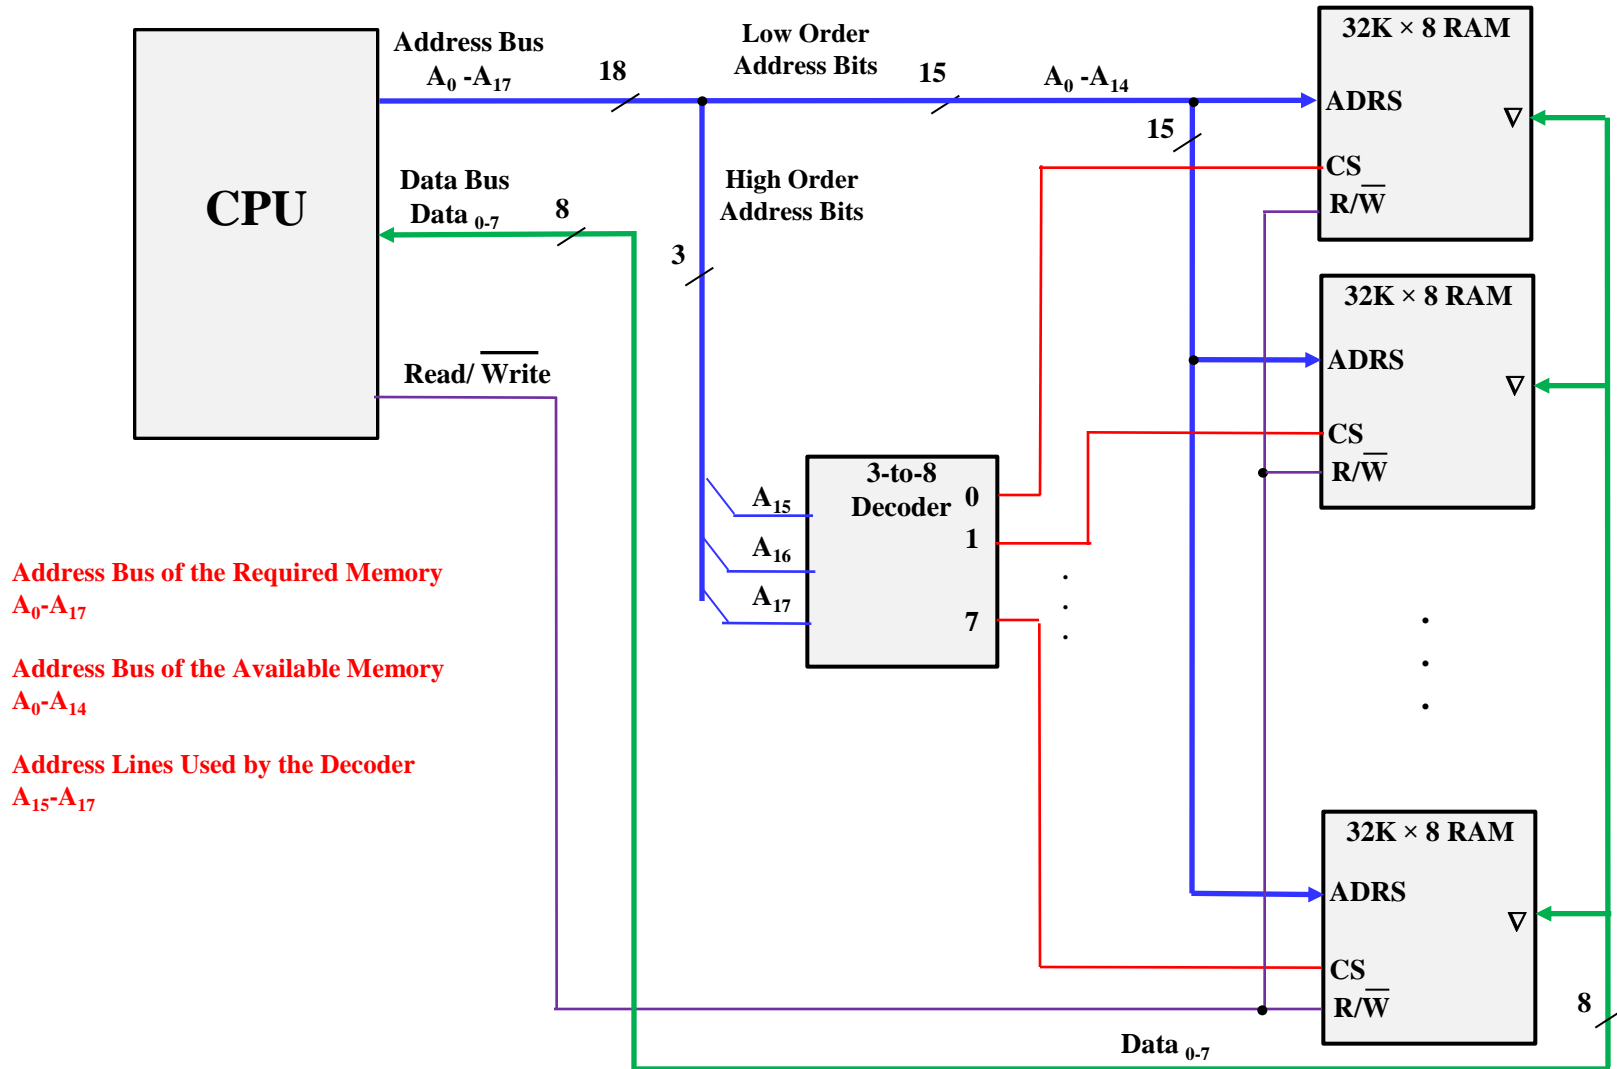 CPU
Address Bus
A₀ -A₁₇
18
Low Order
Address Bits
15
A₀ -A₁₄
15
Data Bus
Data ₀₋₇
8
High Order
Address Bits
3
Read/ W̅r̅i̅t̅e̅
32K × 8 RAM
ADRS
∇
CS
R/W̅
32K × 8 RAM
ADRS
∇
CS
R/W̅
3-to-8
Decoder
0
1
7
A₁₅
A₁₆
A₁₇
Address Bus of the Required Memory
A₀-A₁₇
Address Bus of the Available Memory
A₀-A₁₄
Address Lines Used by the Decoder
A₁₅-A₁₇
32K × 8 RAM
ADRS
∇
CS
R/W̅
8
Data ₀₋₇